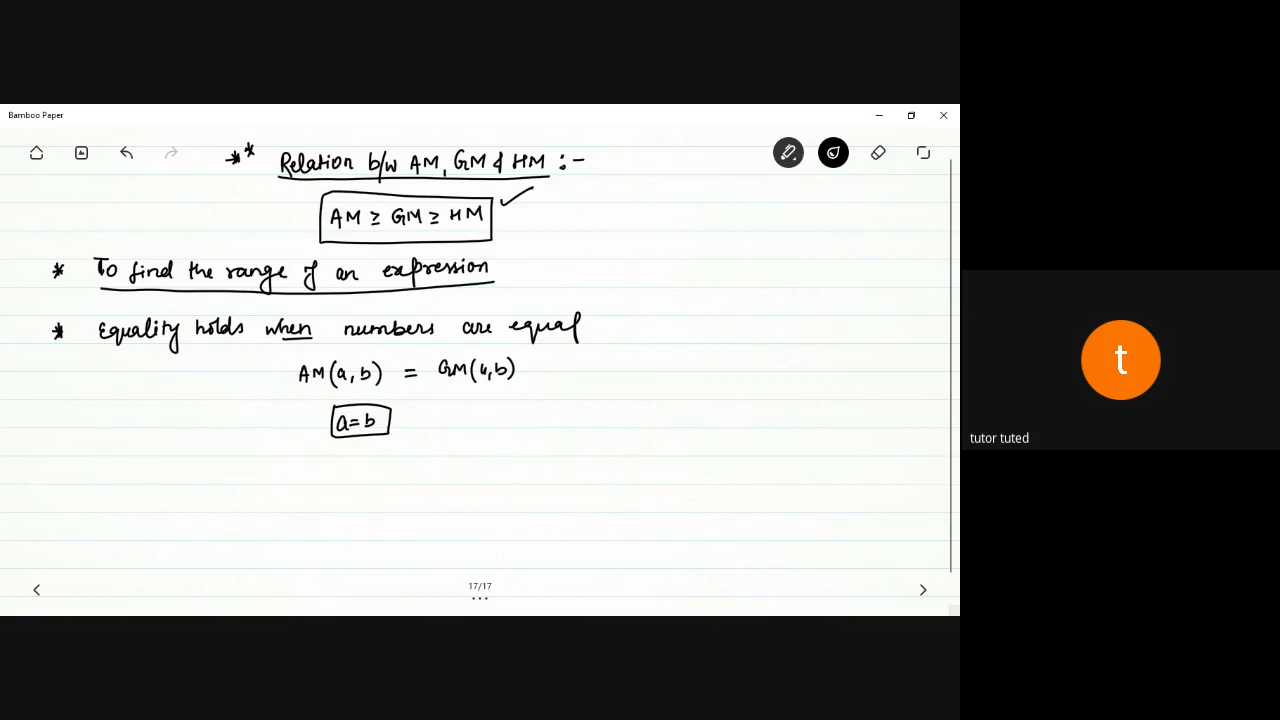 Bamboo Paper
** Relation b/w AM, GM & HM :-
AM ≥ GM ≥ HM ✓
* To find the range of an expression
* Equality holds when numbers are equal
AM(a,b) = GM(a,b)
a=b
17/17
t
tutor tuted